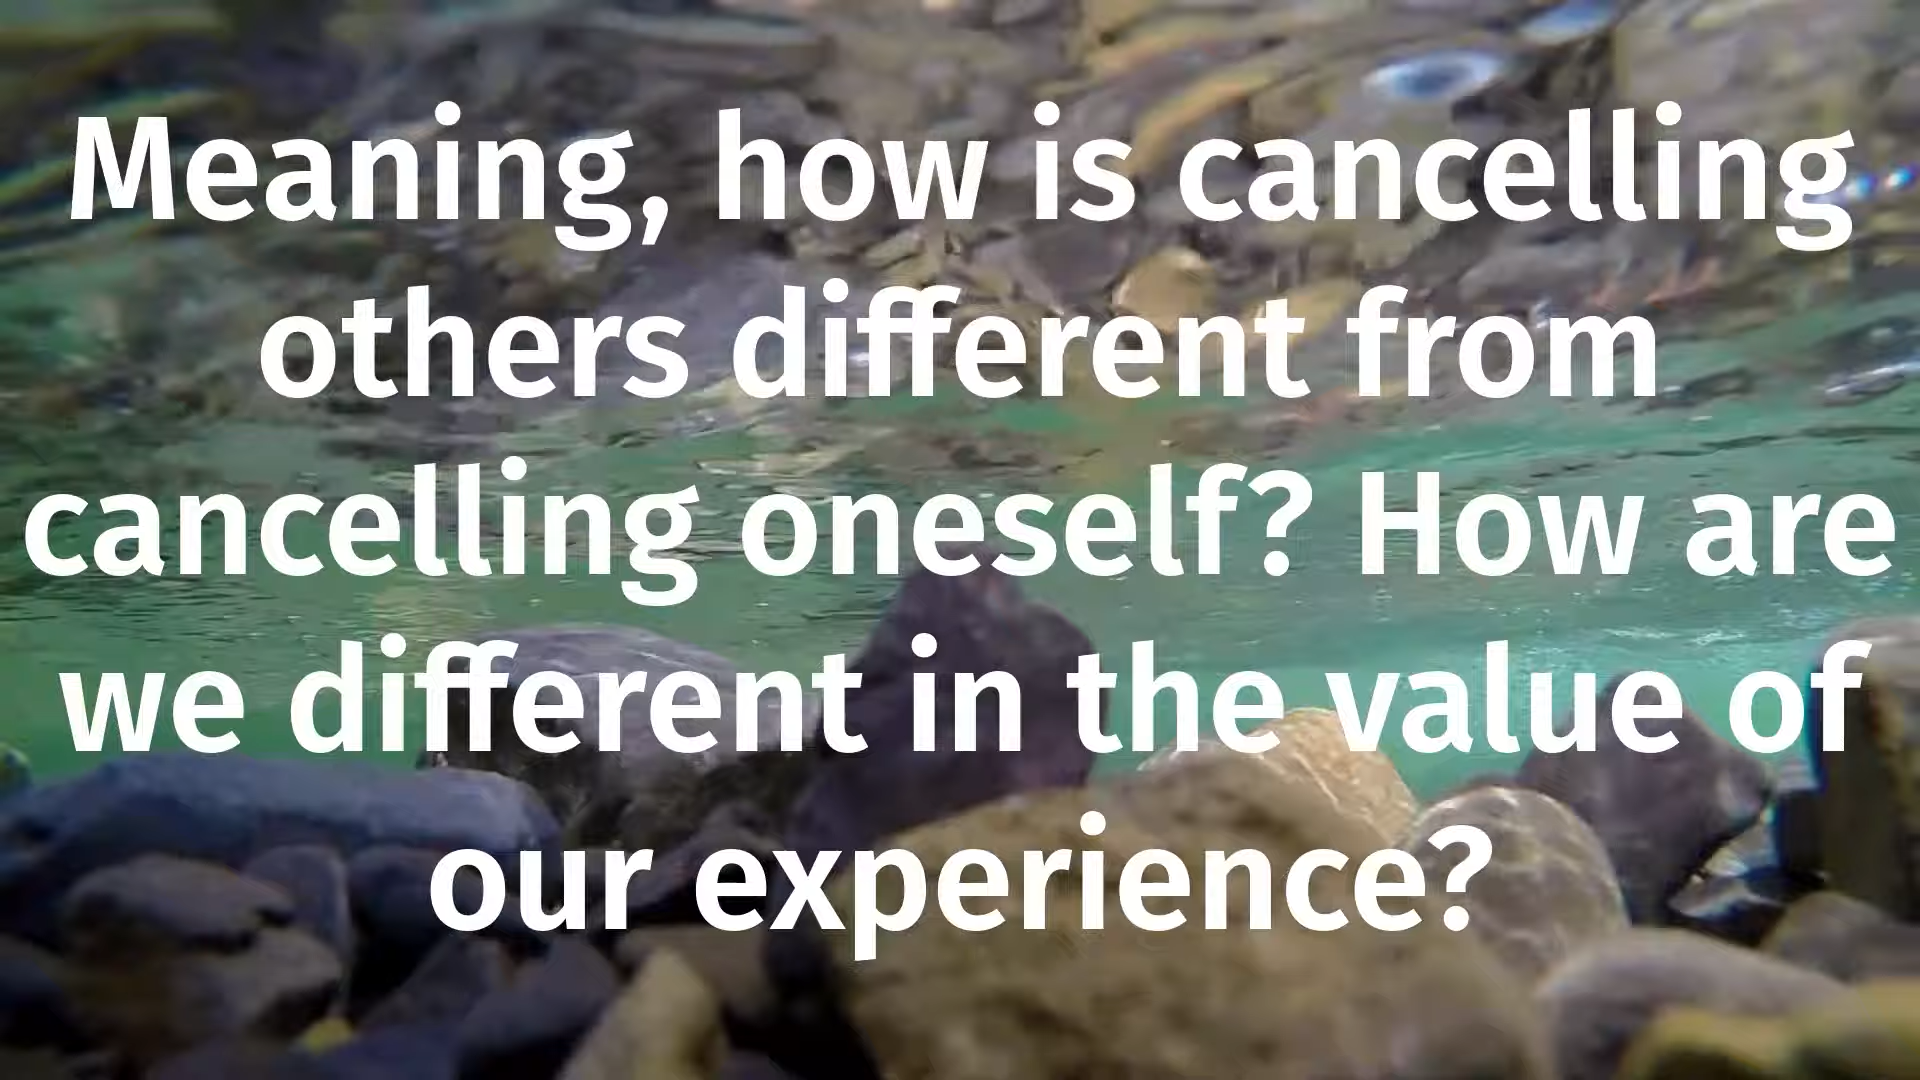 Meaning, how is cancelling
others different from
cancelling oneself? How are
we different in the value of
our experience?